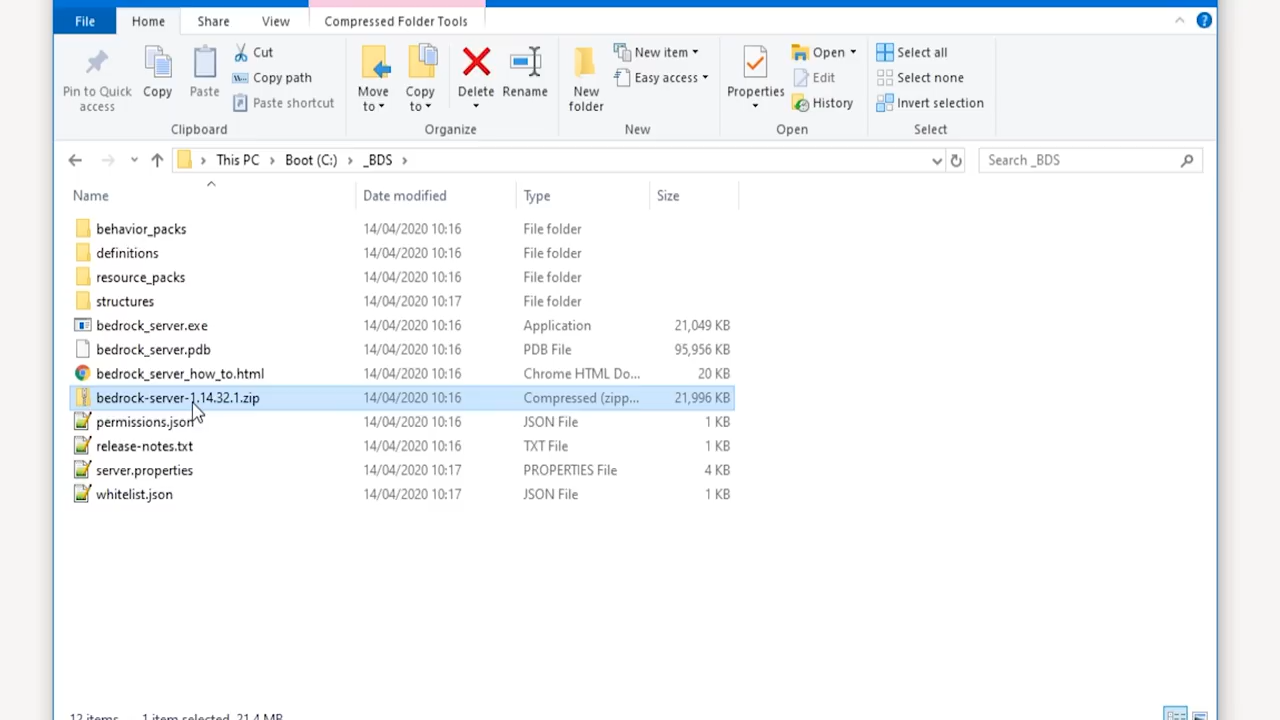 File Home Share View Compressed Folder Tools
Pin to Quick access
Copy
Paste
Cut
Copy path
Paste shortcut
Clipboard
Move to
Copy to
Delete
Rename
Organize
New folder
New item
Easy access
New
Properties
Open
Edit
History
Open
Select all
Select none
Invert selection
Select
This PC > Boot (C:) > _BDS >
Search _BDS
Name Date modified Type Size
behavior_packs 14/04/2020 10:16 File folder
definitions 14/04/2020 10:16 File folder
resource_packs 14/04/2020 10:16 File folder
structures 14/04/2020 10:17 File folder
bedrock_server.exe 14/04/2020 10:16 Application 21,049 KB
bedrock_server.pdb 14/04/2020 10:16 PDB File 95,956 KB
bedrock_server_how_to.html 14/04/2020 10:16 Chrome HTML Do... 20 KB
bedrock-server-1.14.32.1.zip 14/04/2020 10:16 Compressed (zipp... 21,996 KB
permissions.json 14/04/2020 10:16 JSON File 1 KB
release-notes.txt 14/04/2020 10:16 TXT File 1 KB
server.properties 14/04/2020 10:17 PROPERTIES File 4 KB
whitelist.json 14/04/2020 10:17 JSON File 1 KB
12 items 1 item selected 21.4 MB